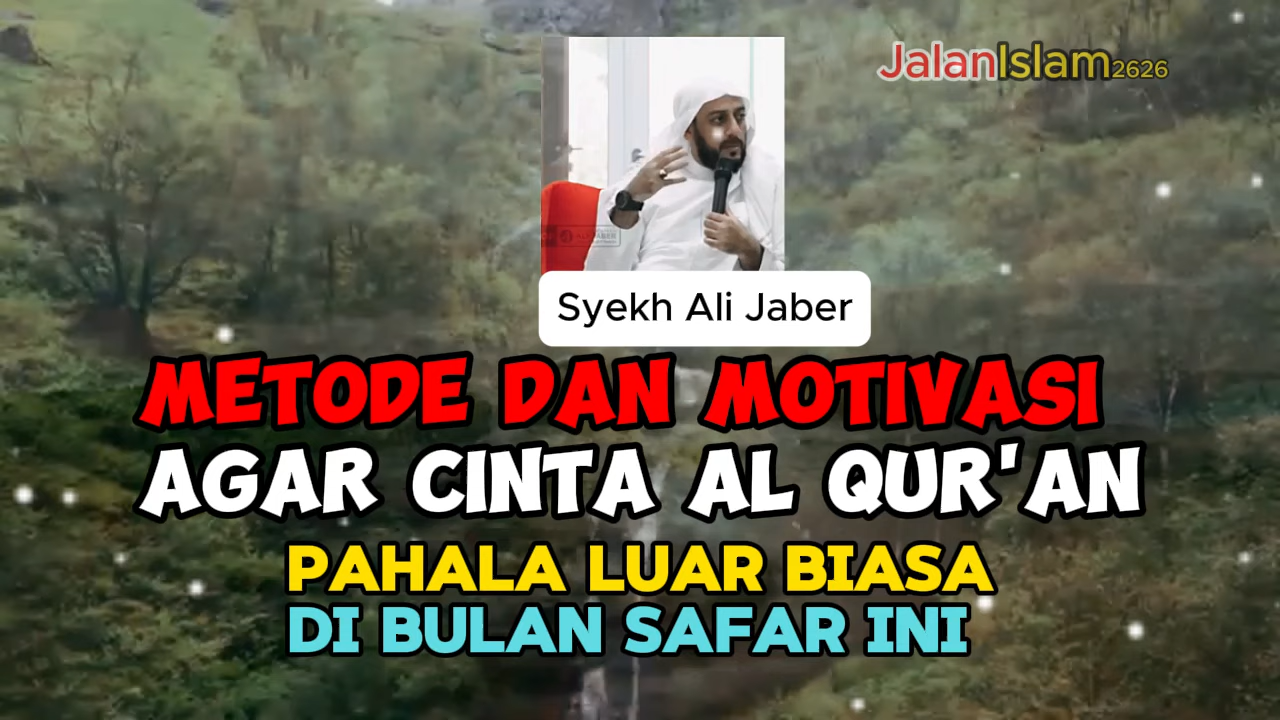 JalanIslam2626
Syekh Ali Jaber
METODE DAN MOTIVASI
AGAR CINTA AL QUR'AN
PAHALA LUAR BIASA
DI BULAN SAFAR INI